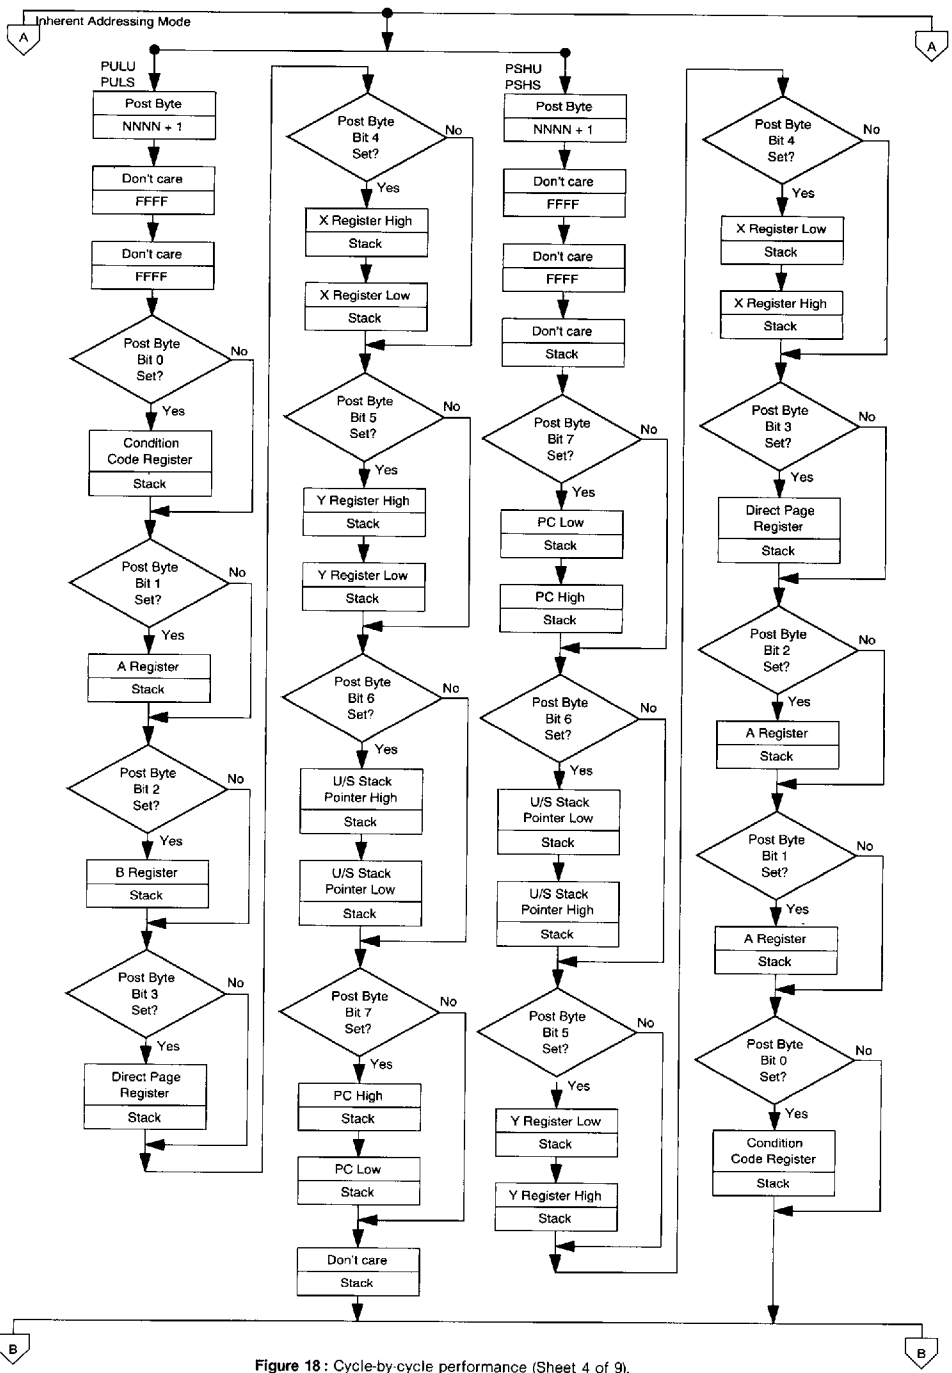 Inherent Addressing Mode
A
A
PULU
PULS
Post Byte
NNNN + 1
Don't care
FFFF
Don't care
FFFF
Post Byte
Bit 0
Set?
No
Yes
Condition
Code Register
Stack
Post Byte
Bit 1
Set?
No
Yes
A Register
Stack
Post Byte
Bit 2
Set?
No
Yes
B Register
Stack
Post Byte
Bit 3
Set?
No
Yes
Direct Page
Register
Stack
Post Byte
Bit 4
Set?
No
Yes
X Register High
Stack
X Register Low
Stack
Post Byte
Bit 5
Set?
No
Yes
Y Register High
Stack
Y Register Low
Stack
Post Byte
Bit 6
Set?
No
Yes
U/S Stack
Pointer High
Stack
U/S Stack
Pointer Low
Stack
Post Byte
Bit 7
Set?
No
Yes
PC High
Stack
PC Low
Stack
Don't care
Stack
PSHU
PSHS
Post Byte
NNNN + 1
Don't care
FFFF
Don't care
FFFF
Don't care
Stack
Post Byte
Bit 7
Set?
No
Yes
PC Low
Stack
PC High
Stack
Post Byte
Bit 6
Set?
No
Yes
U/S Stack
Pointer Low
Stack
U/S Stack
Pointer High
Stack
Post Byte
Bit 5
Set?
No
Yes
Y Register Low
Stack
Y Register High
Stack
Post Byte
Bit 4
Set?
No
Yes
X Register Low
Stack
X Register High
Stack
Post Byte
Bit 3
Set?
No
Yes
Direct Page
Register
Stack
Post Byte
Bit 2
Set?
No
Yes
A Register
Stack
Post Byte
Bit 1
Set?
No
Yes
A Register
Stack
Post Byte
Bit 0
Set?
No
Yes
Condition
Code Register
Stack
B
B
Figure 18 : Cycle-by-cycle performance (Sheet 4 of 9).